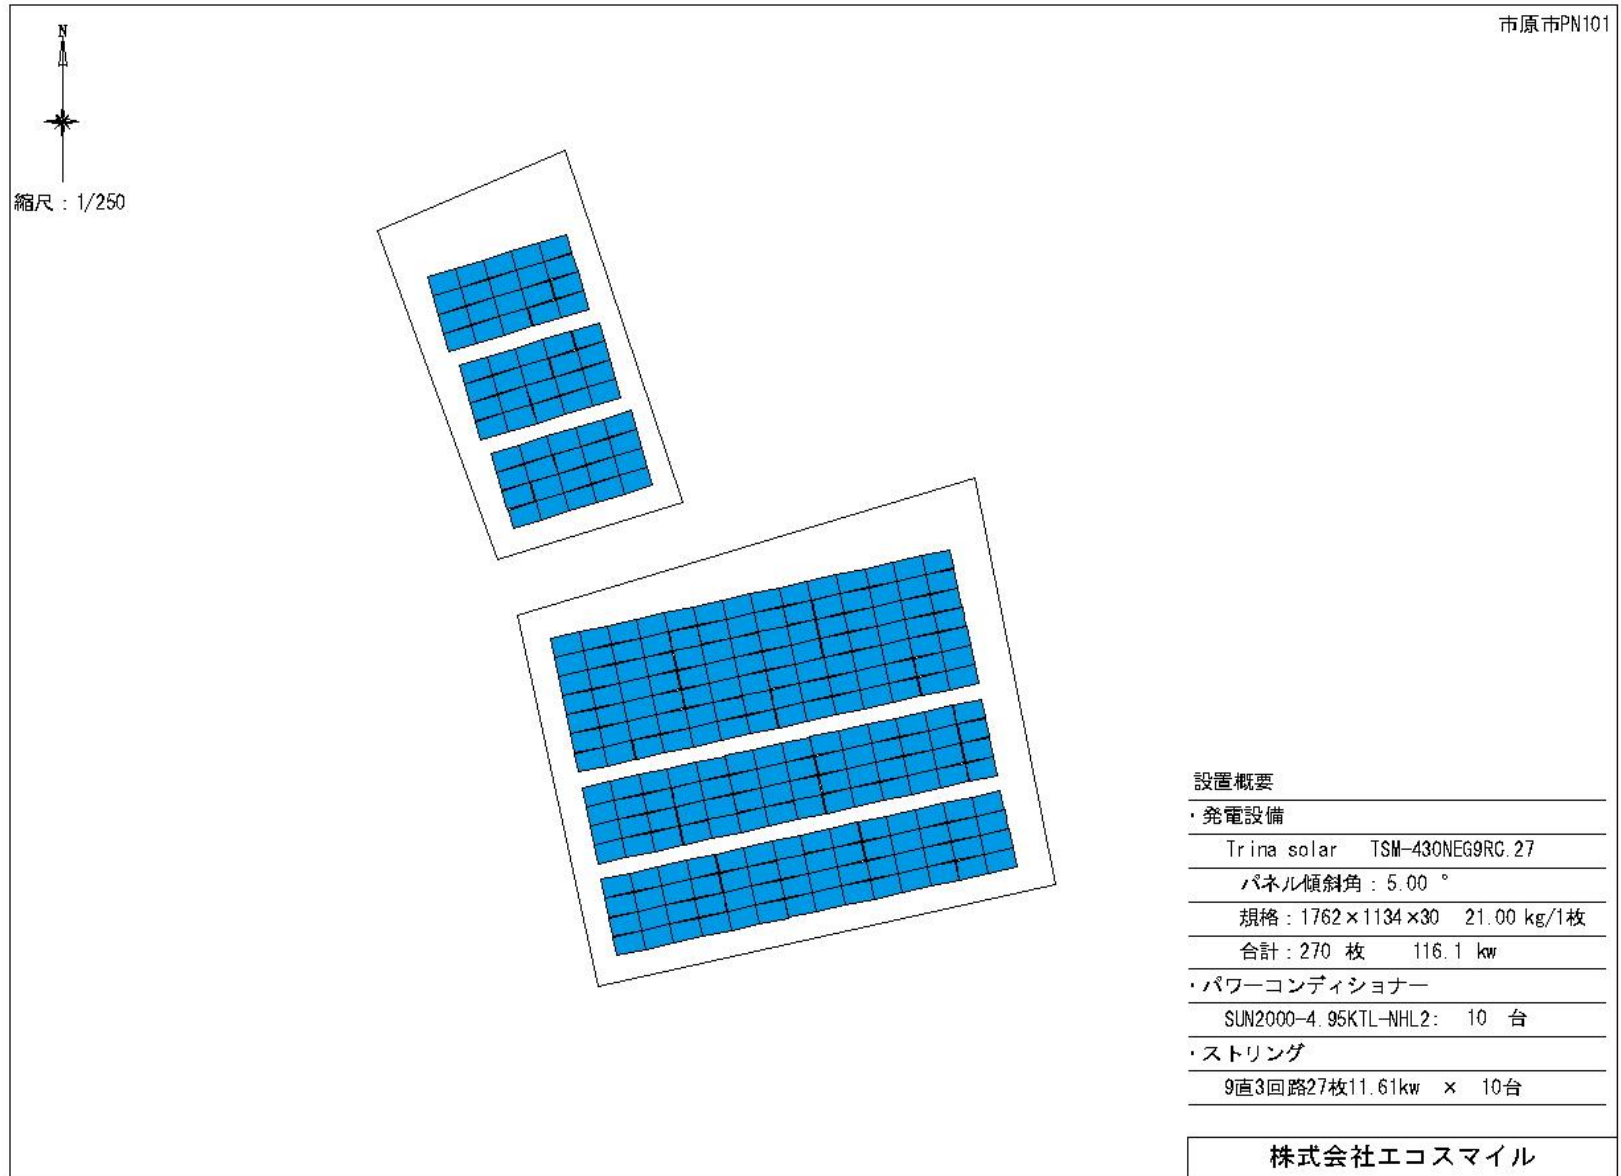 市原市PN101
N
縮尺：1/250
設置概要
・発電設備
Trina solar TSM-430NEG9RC.27
パネル傾斜角：5.00 °
規格：1762×1134×30 21.00 kg/1枚
合計：270 枚 116.1 kw
・パワーコンディショナー
SUN2000-4.95KTL-NHL2: 10 台
・ストリング
9直3回路27枚11.61kw × 10台
株式会社エコスマイル